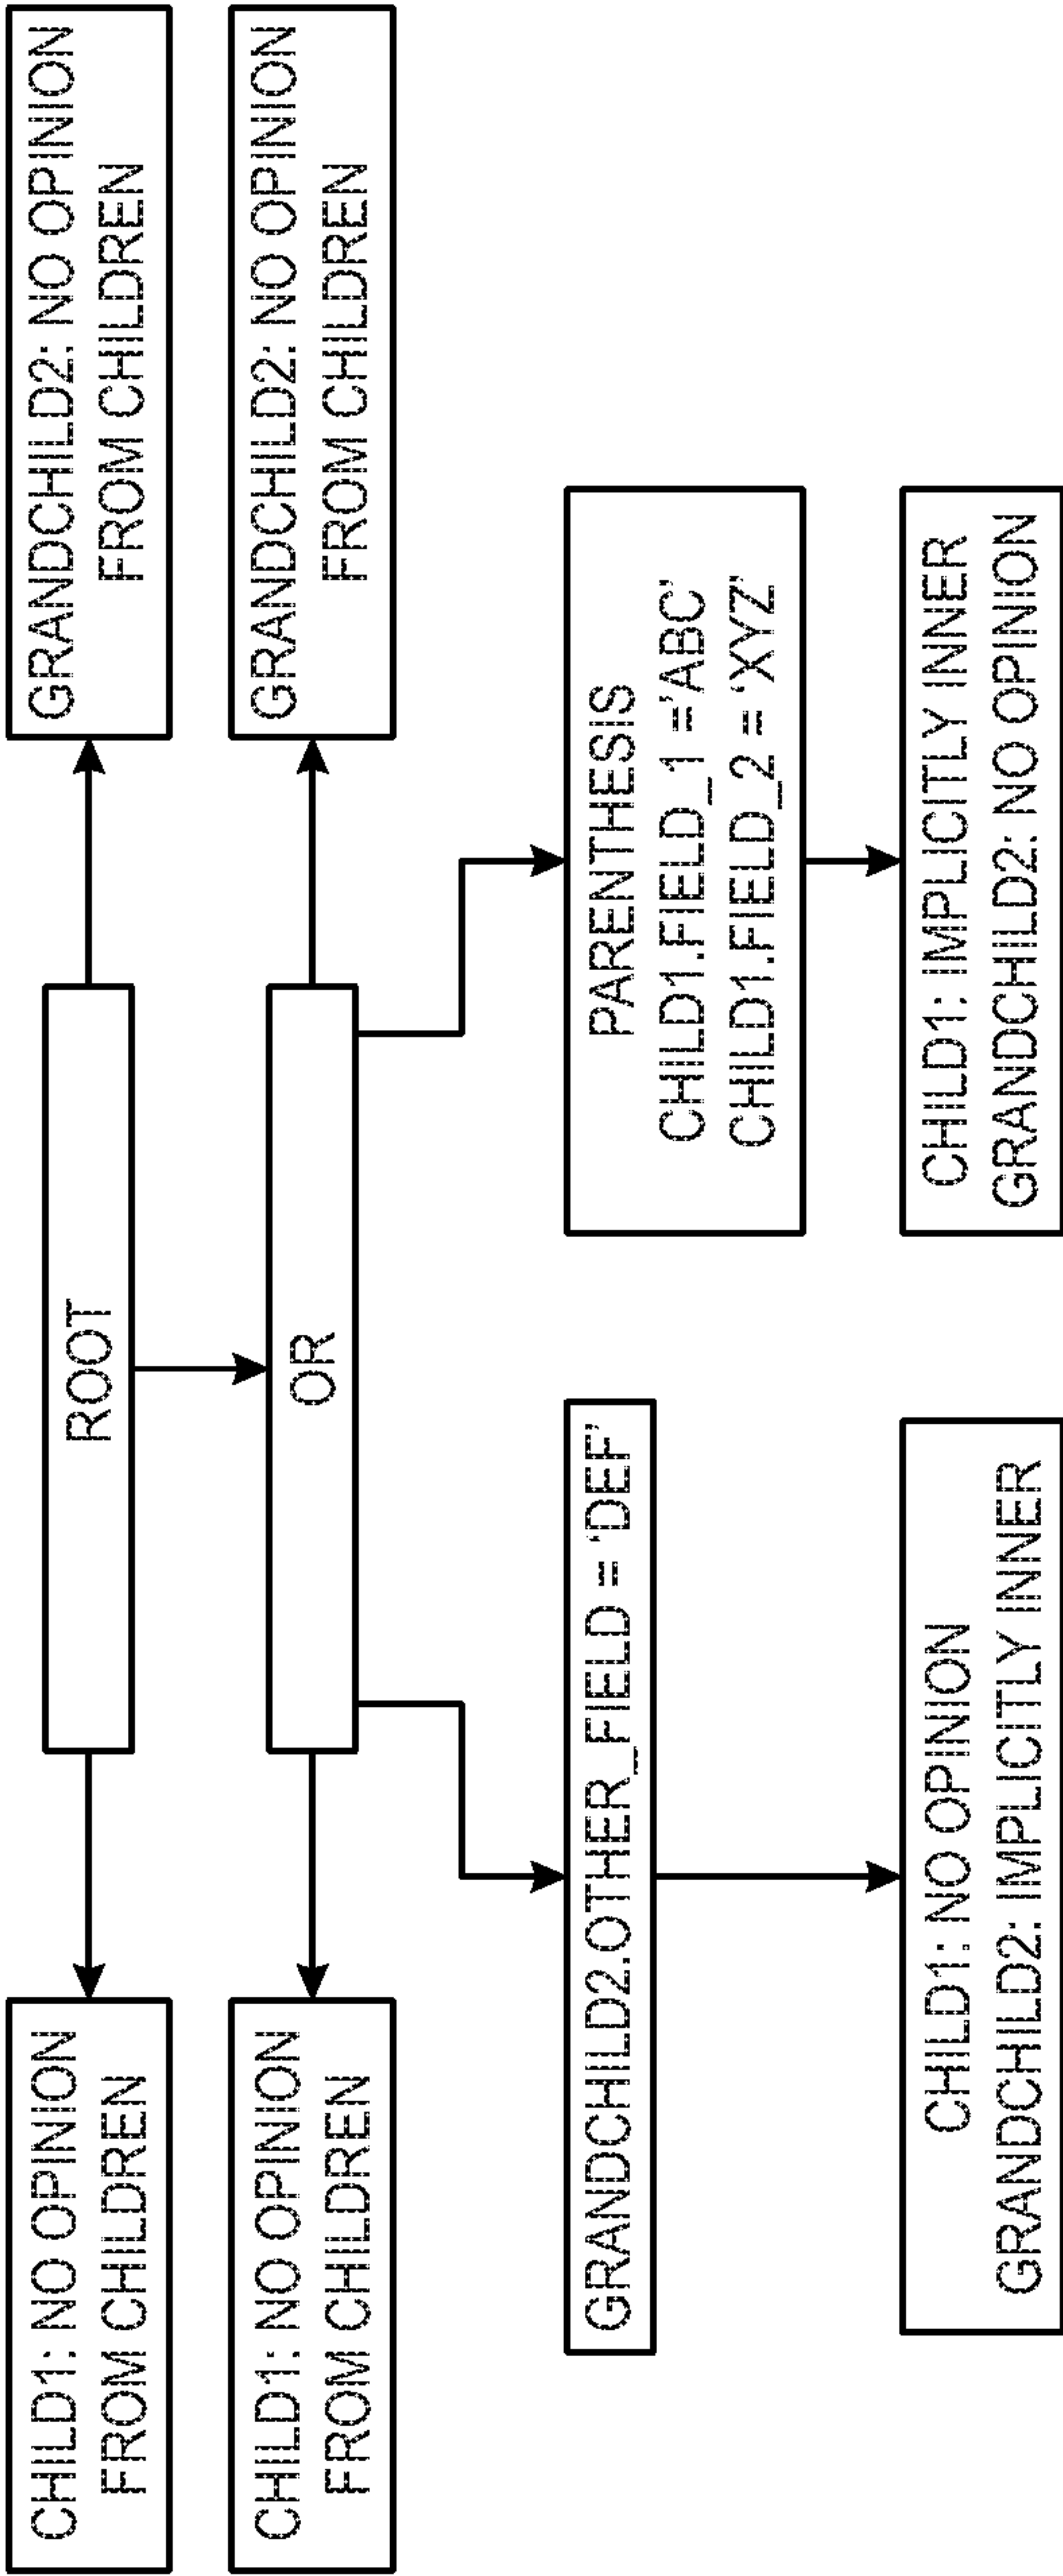 CHILD1: NO OPINION
FROM CHILDREN
ROOT
GRANDCHILD2: NO OPINION
FROM CHILDREN
CHILD1: NO OPINION
FROM CHILDREN
OR
GRANDCHILD2: NO OPINION
FROM CHILDREN
GRANDCHILD2.OTHER_FIELD = 'DEF'
PARENTHESIS
CHILD1.FIELD_1 ='ABC'
CHILD1.FIELD_2 = 'XYZ'
CHILD1: NO OPINION
GRANDCHILD2: IMPLICITLY INNER
CHILD1: IMPLICITLY INNER
GRANDCHILD2: NO OPINION